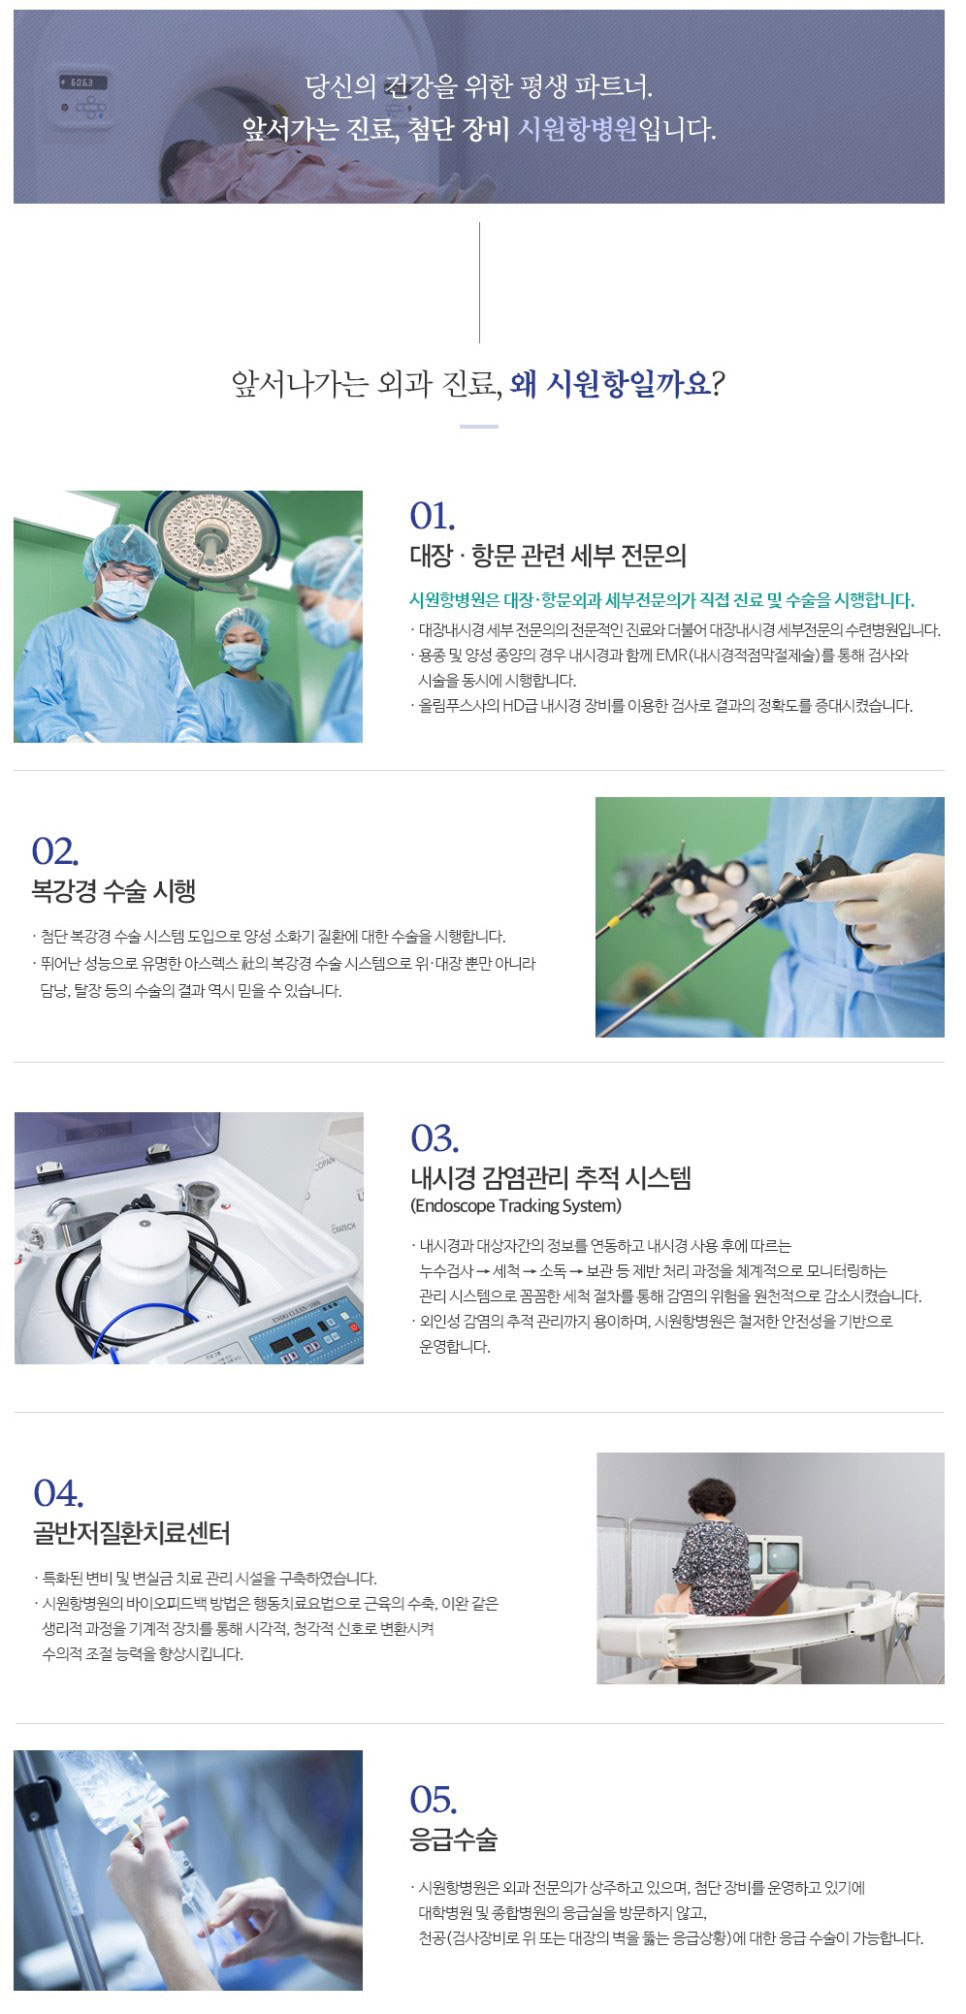 6063
당신의 건강을 위한 평생 파트너.
앞서가는 진료, 첨단 장비 시원항병원입니다.
앞서나가는 외과 진료, 왜 시원항일까요?
01.
대장 · 항문 관련 세부 전문의
시원항병원은 대장·항문외과 세부전문의가 직접 진료 및 수술을 시행합니다.
· 대장내시경 세부 전문의의 전문적인 진료와 더불어 대장내시경 세부전문의 수련병원입니다.
· 용종 및 양성 종양의 경우 내시경과 함께 EMR(내시경적점막절제술)를 통해 검사와
시술을 동시에 시행합니다.
· 올림푸스사의 HD급 내시경 장비를 이용한 검사로 결과의 정확도를 증대시켰습니다.
02.
복강경 수술 시행
· 첨단 복강경 수술 시스템 도입으로 양성 소화기 질환에 대한 수술을 시행합니다.
· 뛰어난 성능으로 유명한 아스렉스 社의 복강경 수술 시스템으로 위·대장 뿐만 아니라
담낭, 탈장 등의 수술의 결과 역시 믿을 수 있습니다.
03.
내시경 감염관리 추적 시스템
(Endoscope Tracking System)
· 내시경과 대상자간의 정보를 연동하고 내시경 사용 후에 따르는
누수검사 → 세척 → 소독 → 보관 등 제반 처리 과정을 체계적으로 모니터링하는
관리 시스템으로 꼼꼼한 세척 절차를 통해 감염의 위험을 원천적으로 감소시켰습니다.
· 외인성 감염의 추적 관리까지 용이하며, 시원항병원은 철저한 안전성을 기반으로
운영합니다.
ENDO CLEAN
04.
골반저질환치료센터
· 특화된 변비 및 변실금 치료 관리 시설을 구축하였습니다.
· 시원항병원의 바이오피드백 방법은 행동치료요법으로 근육의 수축, 이완 같은
생리적 과정을 기계적 장치를 통해 시각적, 청각적 신호로 변환시켜
수의적 조절 능력을 향상시킵니다.
05.
응급수술
· 시원항병원은 외과 전문의가 상주하고 있으며, 첨단 장비를 운영하고 있기에
대학병원 및 종합병원의 응급실을 방문하지 않고,
천공(검사장비로 위 또는 대장의 벽을 뚫는 응급상황)에 대한 응급 수술이 가능합니다.